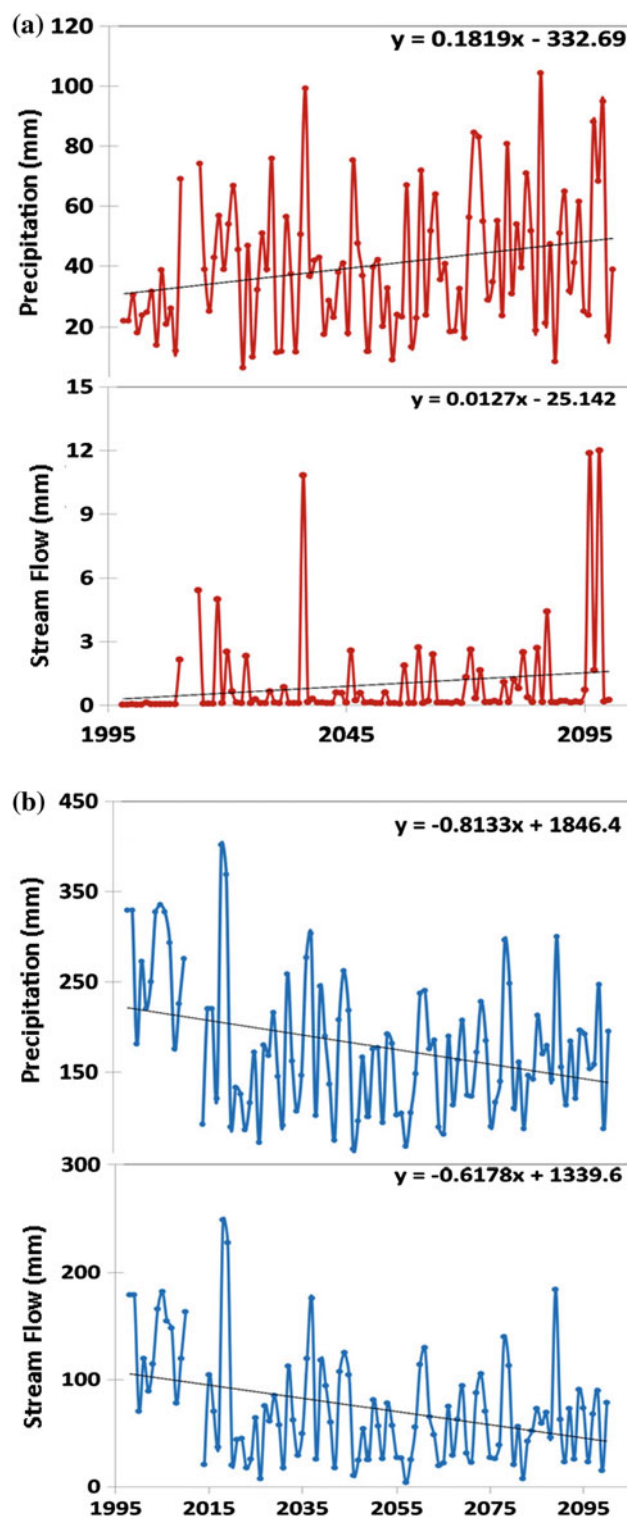 (a)
y = 0.1819x - 332.69
Precipitation (mm)
120
100
80
60
40
20
y = 0.0127x - 25.142
Stream Flow (mm)
15
12
9
6
3
0
1995 2045 2095
(b)
y = -0.8133x + 1846.4
Precipitation (mm)
450
350
250
150
y = -0.6178x + 1339.6
Stream Flow (mm)
300
200
100
0
1995 2015 2035 2055 2075 2095